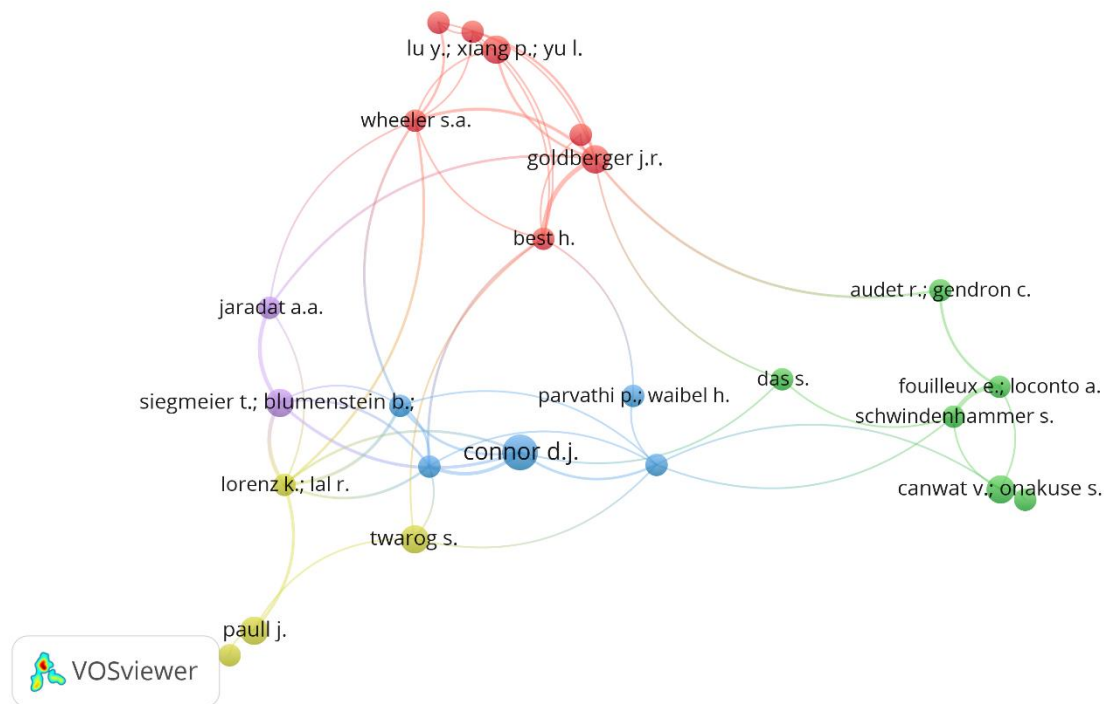 lu y.; xiang p.; yu l.
wheeler s.a.
goldberger j.r.
best h.
audet r.; gendron c.
jaradat a.a.
das s.
fouilleux e.; loconto a.
parvathi p.; waibel h.
siegmeier t.; blumenstein b.;
schwindenhammer s.
connor d.j.
lorenz k.; lal r.
canwat v.; onakuse s.
twarog s.
paull j.
VOSviewer